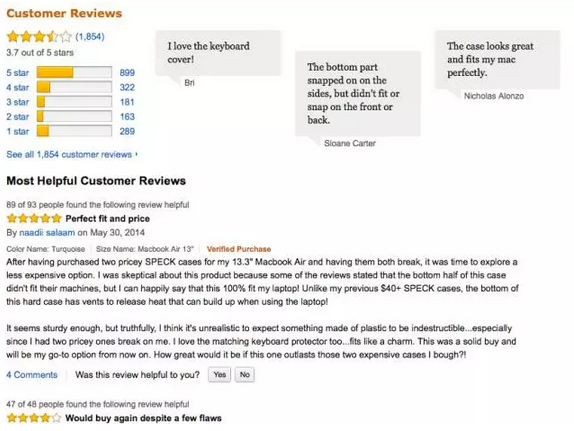 Customer Reviews
(1,854)
3.7 out of 5 stars
5 star 899
4 star 322
3 star 181
2 star 163
1 star 289
See all 1,854 customer reviews ›
I love the keyboard
cover!
Bri
The bottom part
snapped on on the
sides, but didn't fit or
snap on the front or
back.
Sloane Carter
The case looks great
and fits my mac
perfectly.
Nicholas Alonzo
Most Helpful Customer Reviews
89 of 93 people found the following review helpful
Perfect fit and price
By naadii salaam on May 30, 2014
Color Name: Turquoise | Size Name: Macbook Air 13" | Verified Purchase
After having purchased two pricey SPECK cases for my 13.3" Macbook Air and having them both break, it was time to explore a
less expensive option. I was skeptical about this product because some of the reviews stated that the bottom half of this case
didn't fit their machines, but I can happily say that this 100% fit my laptop! Unlike my previous $40+ SPECK cases, the bottom of
this hard case has vents to release heat that can build up when using the laptop!
It seems sturdy enough, but truthfully, I think it's unrealistic to expect something made of plastic to be indestructible...especially
since I had two pricey ones break on me. I love the matching keyboard protector too...fits like a charm. This was a solid buy and
will be my go-to option from now on. How great would it be if this one outlasts those two expensive cases I bough?!
4 Comments | Was this review helpful to you? Yes No
47 of 48 people found the following review helpful
Would buy again despite a few flaws